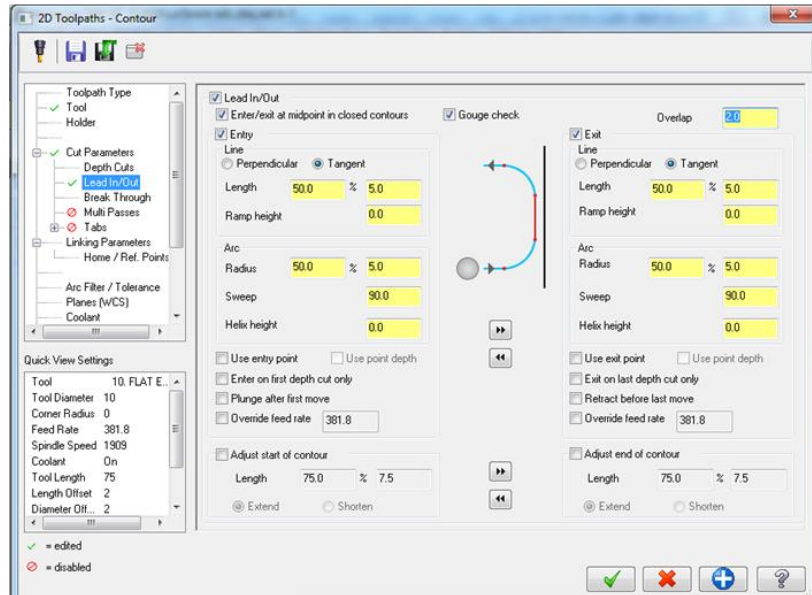 2D Toolpaths - Contour
Toolpath Type
Tool
Holder
Cut Parameters
Depth Cuts
Lead In/Out
Break Through
Multi Passes
Tabs
Linking Parameters
Home / Ref. Points
Arc Filter / Tolerance
Planes (WCS)
Coolant
Quick View Settings
Tool 10. FLAT E...
Tool Diameter 10
Corner Radius 0
Feed Rate 381.8
Spindle Speed 1909
Coolant On
Tool Length 75
Length Offset 2
Diameter Off... 2
= edited
= disabled
Lead In/Out
Enter/exit at midpoint in closed contours
Gouge check
Overlap 2.0
Entry
Line
Perpendicular Tangent
Length 50.0 % 5.0
Ramp height 0.0
Arc
Radius 50.0 % 5.0
Sweep 90.0
Helix height 0.0
Use entry point Use point depth
Enter on first depth cut only
Plunge after first move
Override feed rate 381.8
Adjust start of contour
Length 75.0 % 7.5
Extend Shorten
Exit
Line
Perpendicular Tangent
Length 50.0 % 5.0
Ramp height 0.0
Arc
Radius 50.0 % 5.0
Sweep 90.0
Helix height 0.0
Use exit point Use point depth
Exit on last depth cut only
Retract before last move
Override feed rate 381.8
Adjust end of contour
Length 75.0 % 7.5
Extend Shorten